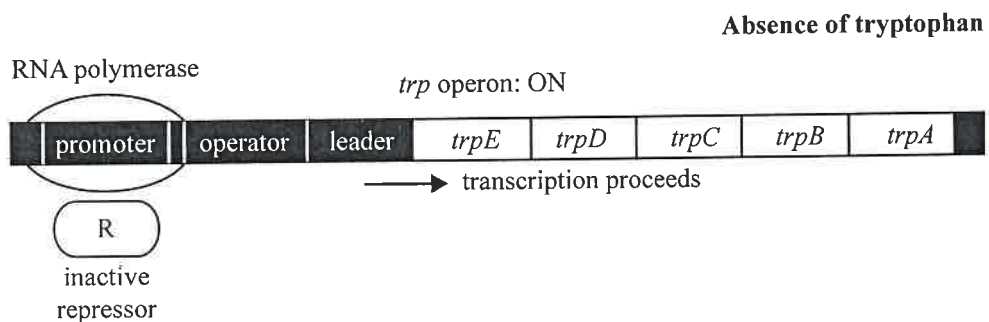 Absence of tryptophan
RNA polymerase
trp operon: ON
promoter operator leader trpE trpD trpC trpB trpA
transcription proceeds
R
inactive
repressor